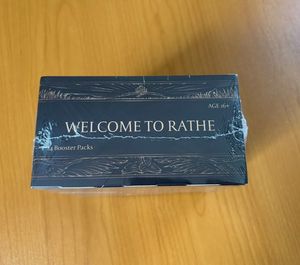 AGE 16+
WELCOME TO RATHE
Booster Packs